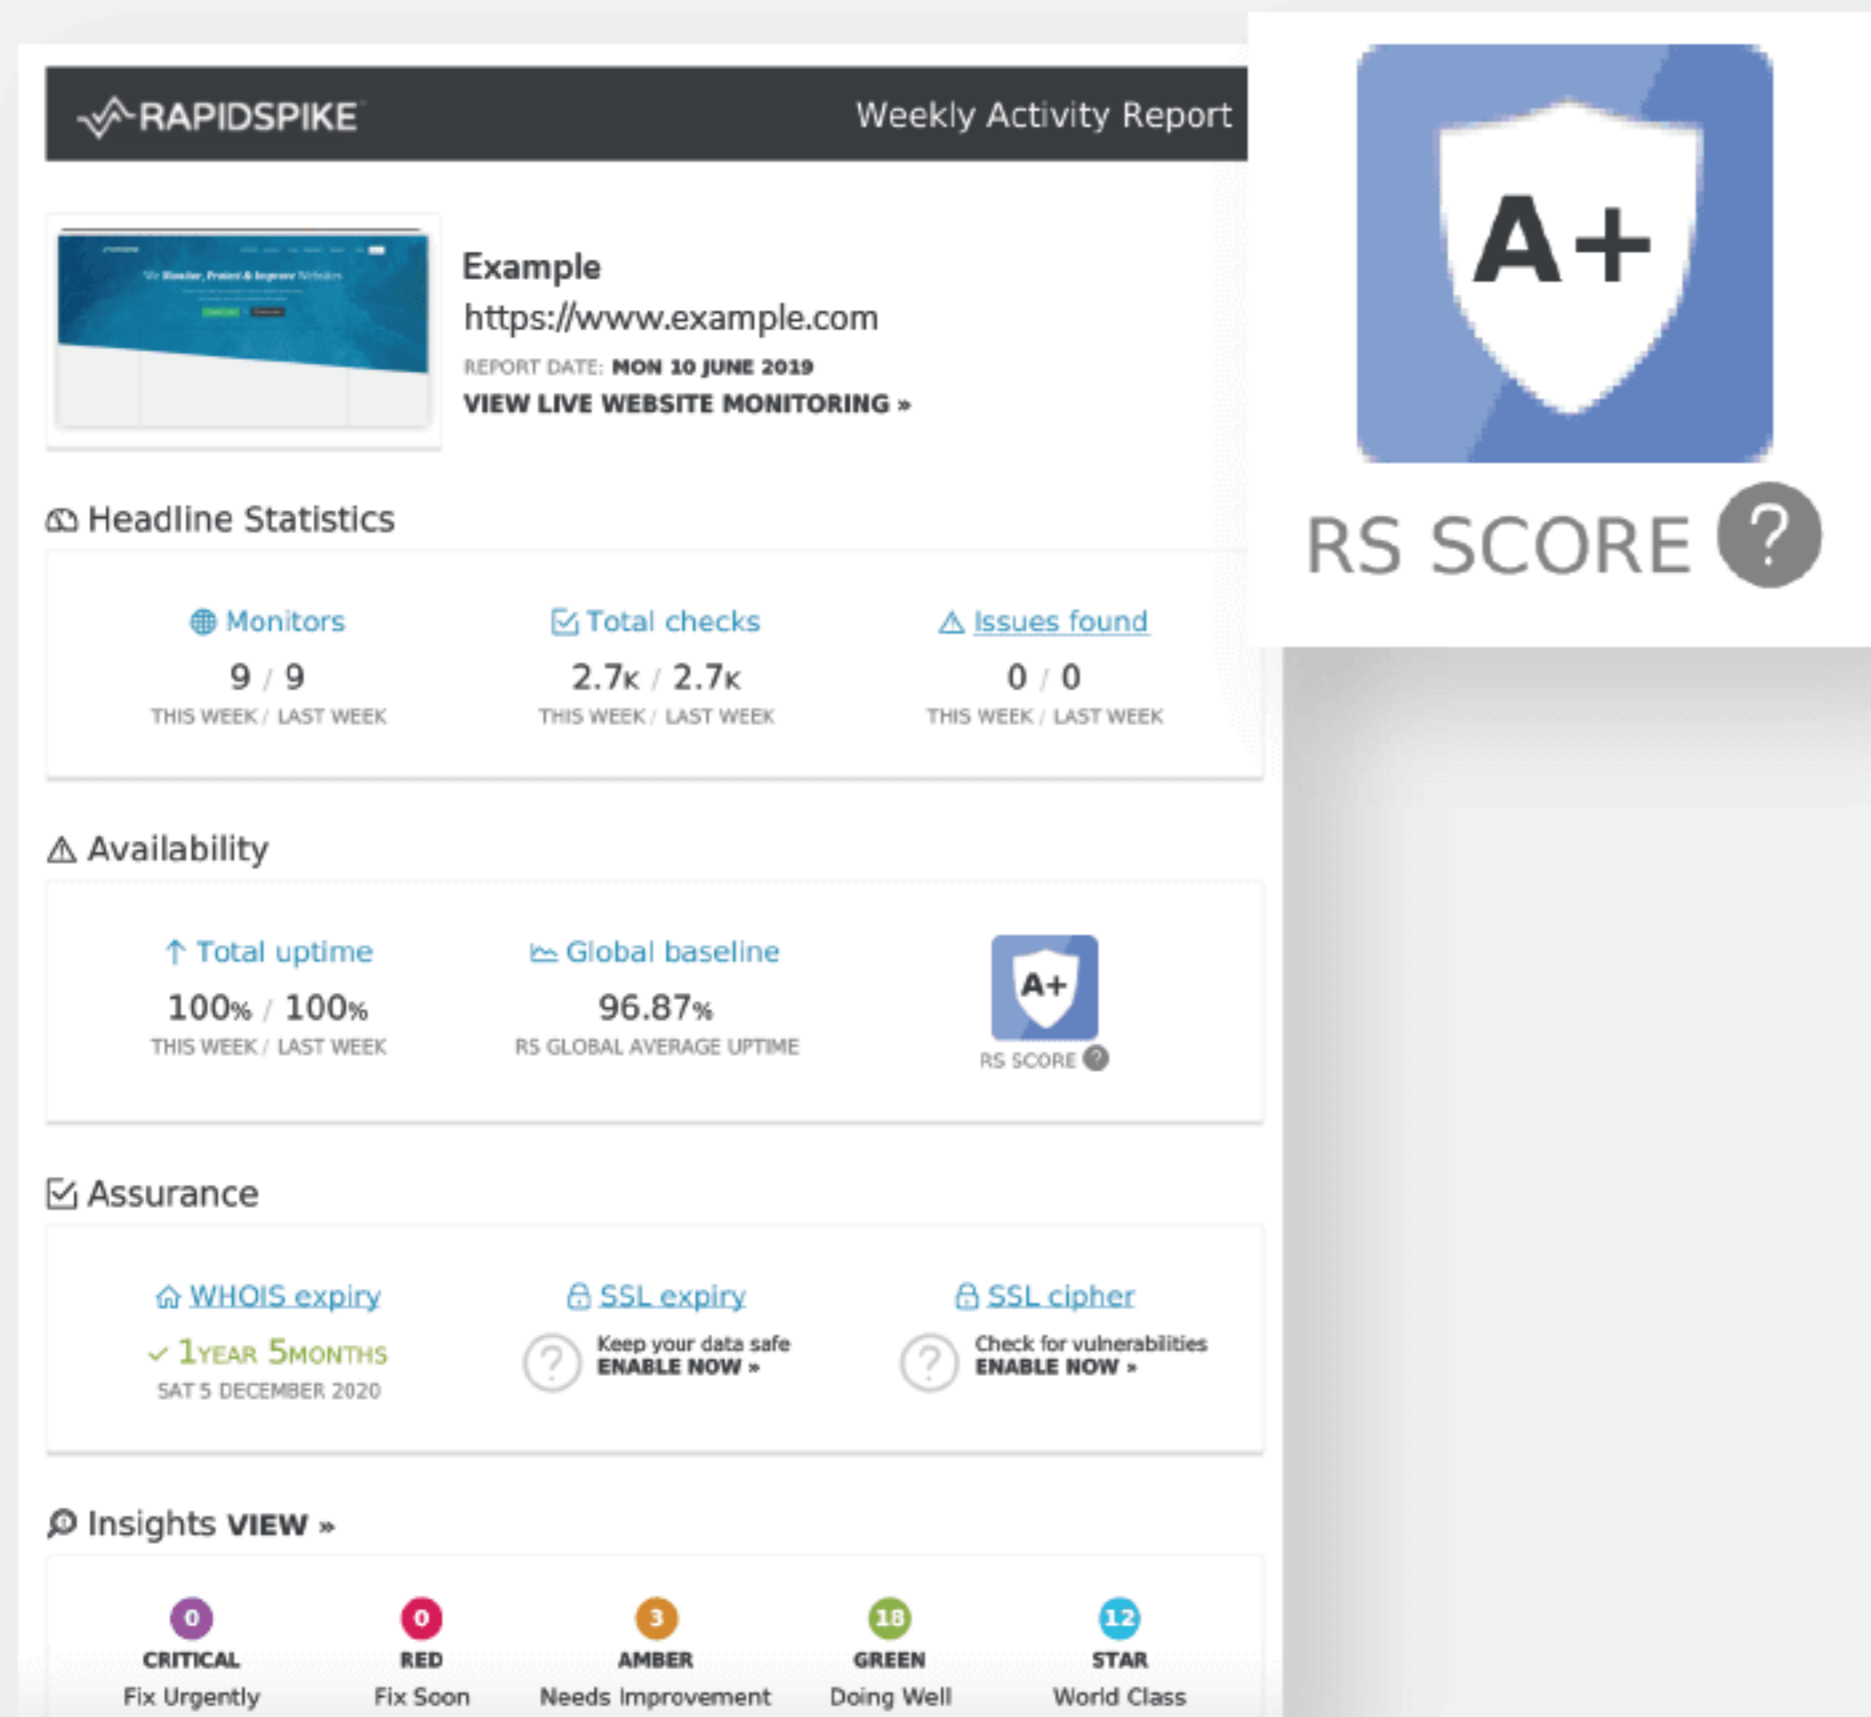 RAPIDSPIKE
Weekly Activity Report
We Monitor, Protect & Improve Websites
Example
https://www.example.com
REPORT DATE: MON 10 JUNE 2019
VIEW LIVE WEBSITE MONITORING »
A+
RS SCORE ?
Headline Statistics
Monitors
9 / 9
THIS WEEK / LAST WEEK
Total checks
2.7K / 2.7K
THIS WEEK / LAST WEEK
Issues found
0 / 0
THIS WEEK / LAST WEEK
Availability
Total uptime
100% / 100%
THIS WEEK / LAST WEEK
Global baseline
96.87%
RS GLOBAL AVERAGE UPTIME
A+
RS SCORE ?
Assurance
WHOIS expiry
1YEAR 5MONTHS
SAT 5 DECEMBER 2020
SSL expiry
?
Keep your data safe
ENABLE NOW »
SSL cipher
?
Check for vulnerabilities
ENABLE NOW »
Insights VIEW »
0
CRITICAL
Fix Urgently
0
RED
Fix Soon
3
AMBER
Needs Improvement
18
GREEN
Doing Well
12
STAR
World Class